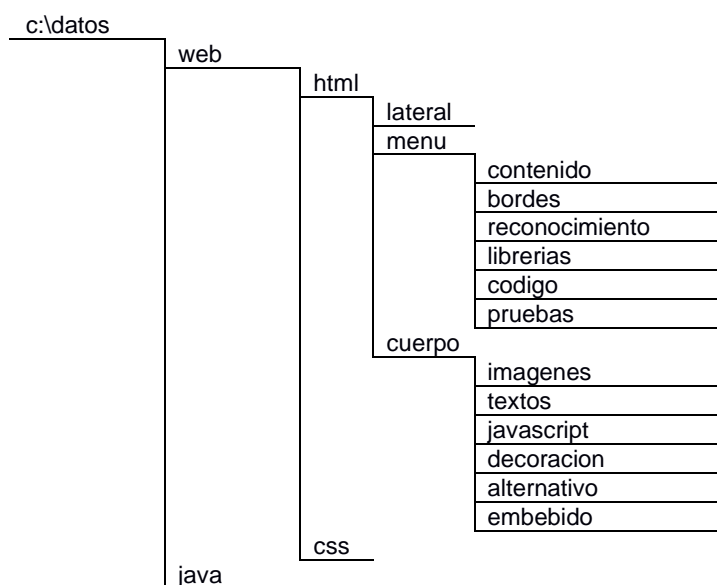 c:\datos
web
html
lateral
menu
contenido
bordes
reconocimiento
librerias
codigo
pruebas
cuerpo
imagenes
textos
javascript
decoracion
alternativo
embebido
css
java